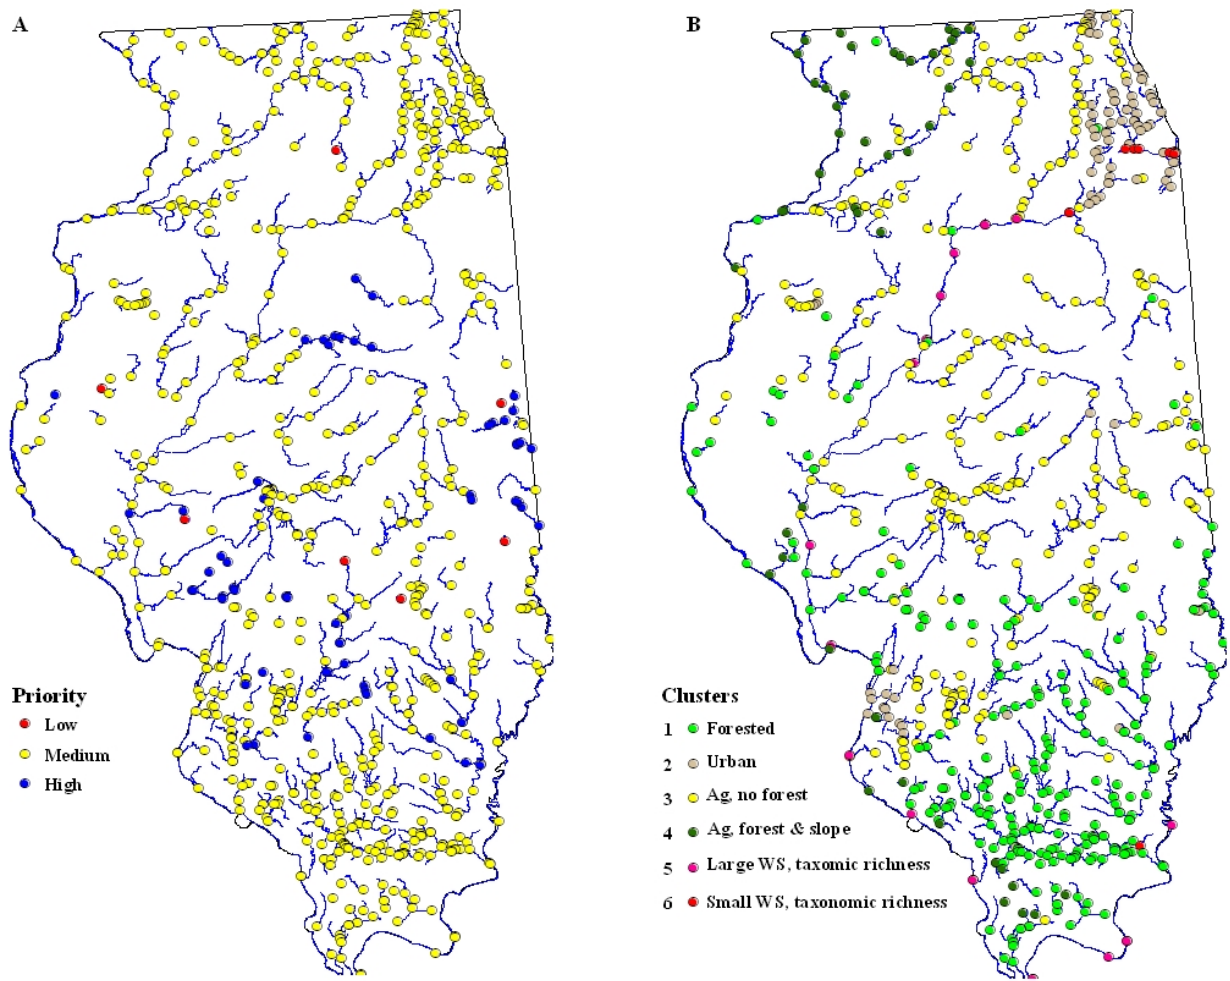 A
B
Priority
Low
Medium
High
Clusters
1 Forested
2 Urban
3 Ag, no forest
4 Ag, forest & slope
5 Large WS, taxomic richness
6 Small WS, taxonomic richness